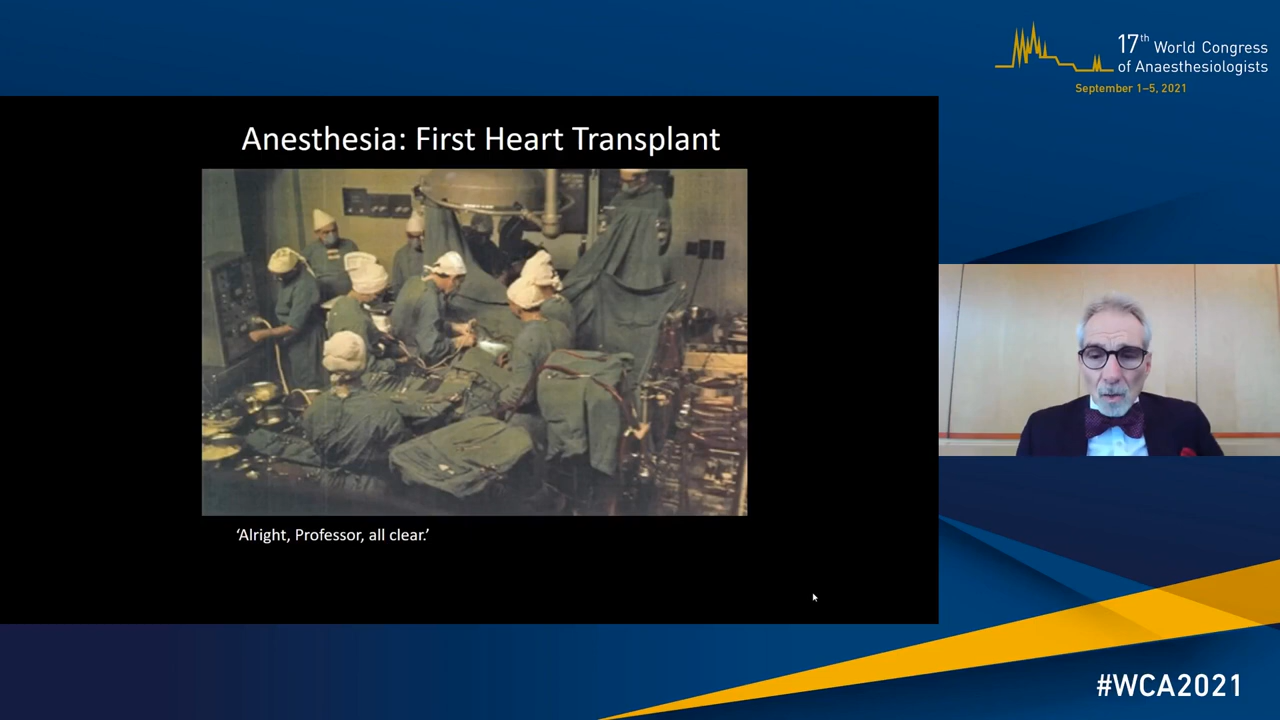 17th World Congress
of Anaesthesiologists
September 1–5, 2021
Anesthesia: First Heart Transplant
‘Alright, Professor, all clear.’
#WCA2021